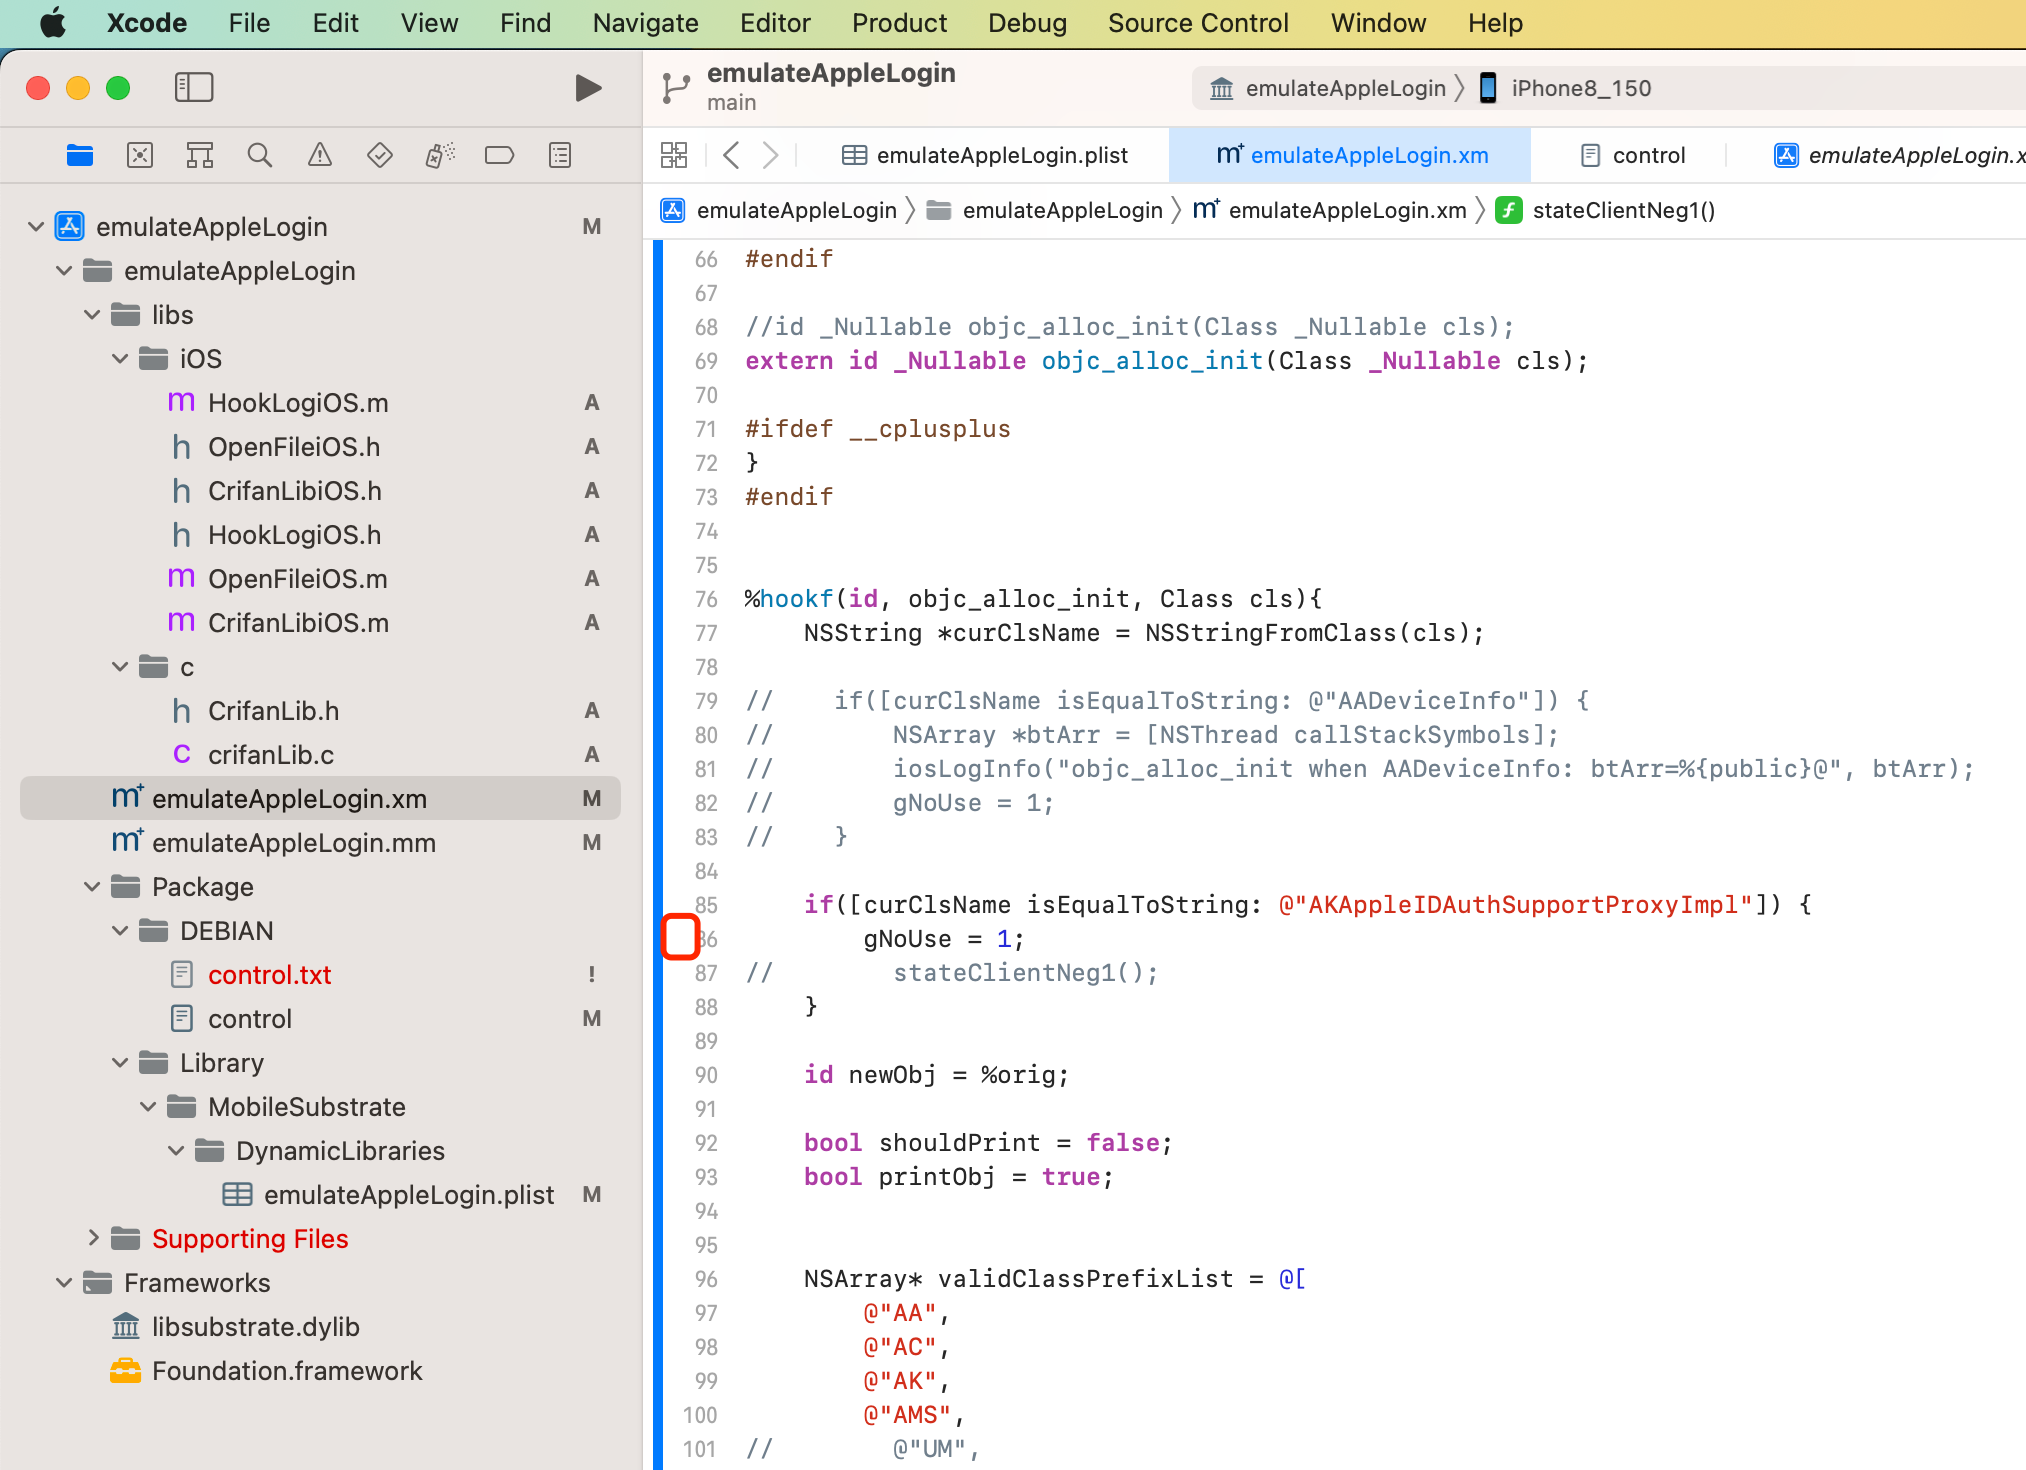 Xcode File Edit View Find Navigate Editor Product Debug Source Control Window Help
emulateAppleLogin
main
emulateAppleLogin 〉 iPhone8_150
emulateAppleLogin.plist
emulateAppleLogin.xm
control
emulateAppleLogin.x
emulateAppleLogin 〉 emulateAppleLogin 〉 emulateAppleLogin.xm 〉 stateClientNeg1()
emulateAppleLogin M
emulateAppleLogin
libs
iOS
m HookLogiOS.m A
h OpenFileiOS.h A
h CrifanLibiOS.h A
h HookLogiOS.h A
m OpenFileiOS.m A
m CrifanLibiOS.m A
c
h CrifanLib.h A
C crifanLib.c A
m+ emulateAppleLogin.xm M
m+ emulateAppleLogin.mm M
Package
DEBIAN
control.txt !
control M
Library
MobileSubstrate
DynamicLibraries
emulateAppleLogin.plist M
Supporting Files
Frameworks
libsubstrate.dylib
Foundation.framework
66 #endif
67
68 //id _Nullable objc_alloc_init(Class _Nullable cls);
69 extern id _Nullable objc_alloc_init(Class _Nullable cls);
70
71 #ifdef __cplusplus
72 }
73 #endif
74
75
76 %hookf(id, objc_alloc_init, Class cls){
77     NSString *curClsName = NSStringFromClass(cls);
78
79 //    if([curClsName isEqualToString: @"AADeviceInfo"]) {
80 //        NSArray *btArr = [NSThread callStackSymbols];
81 //        iosLogInfo("objc_alloc_init when AADeviceInfo: btArr=%{public}@", btArr);
82 //        gNoUse = 1;
83 //    }
84
85     if([curClsName isEqualToString: @"AKAppleIDAuthSupportProxyImpl"]) {
86         gNoUse = 1;
87 //        stateClientNeg1();
88     }
89
90     id newObj = %orig;
91
92     bool shouldPrint = false;
93     bool printObj = true;
94
95
96     NSArray* validClassPrefixList = @[
97         @"AA",
98         @"AC",
99         @"AK",
100         @"AMS",
101 //        @"UM",